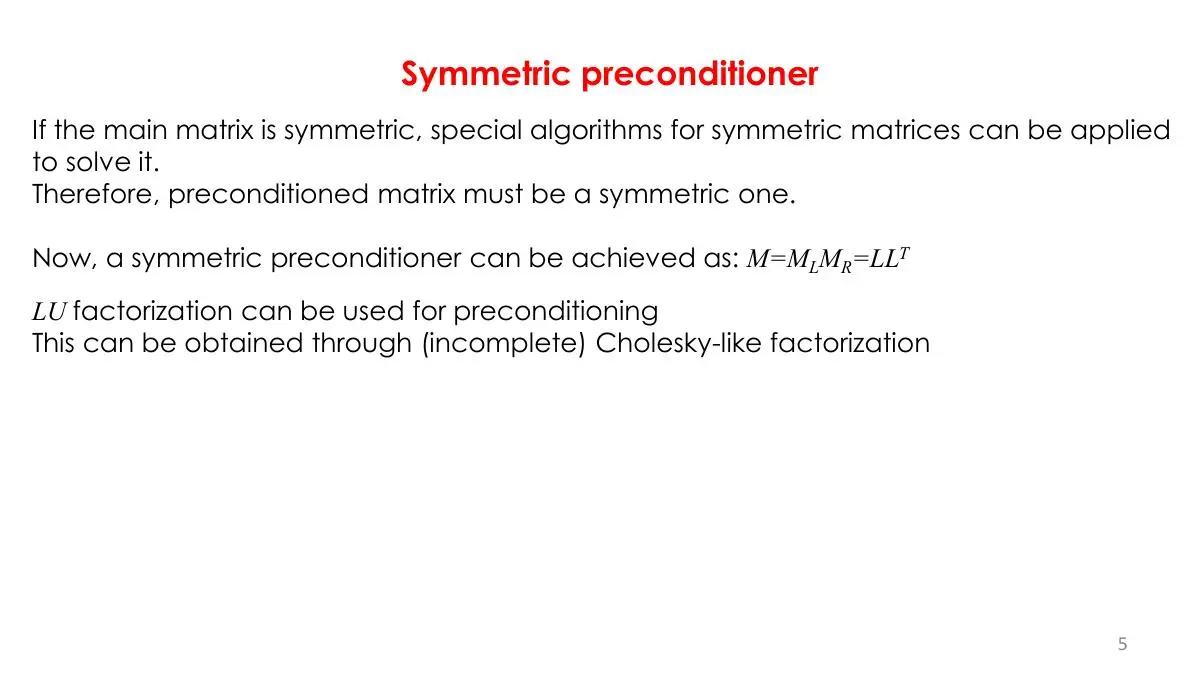 Symmetric preconditioner
If the main matrix is symmetric, special algorithms for symmetric matrices can be applied
to solve it.
Therefore, preconditioned matrix must be a symmetric one.
Now, a symmetric preconditioner can be achieved as: M=M_LM_R=LL^T
LU factorization can be used for preconditioning
This can be obtained through (incomplete) Cholesky-like factorization
5